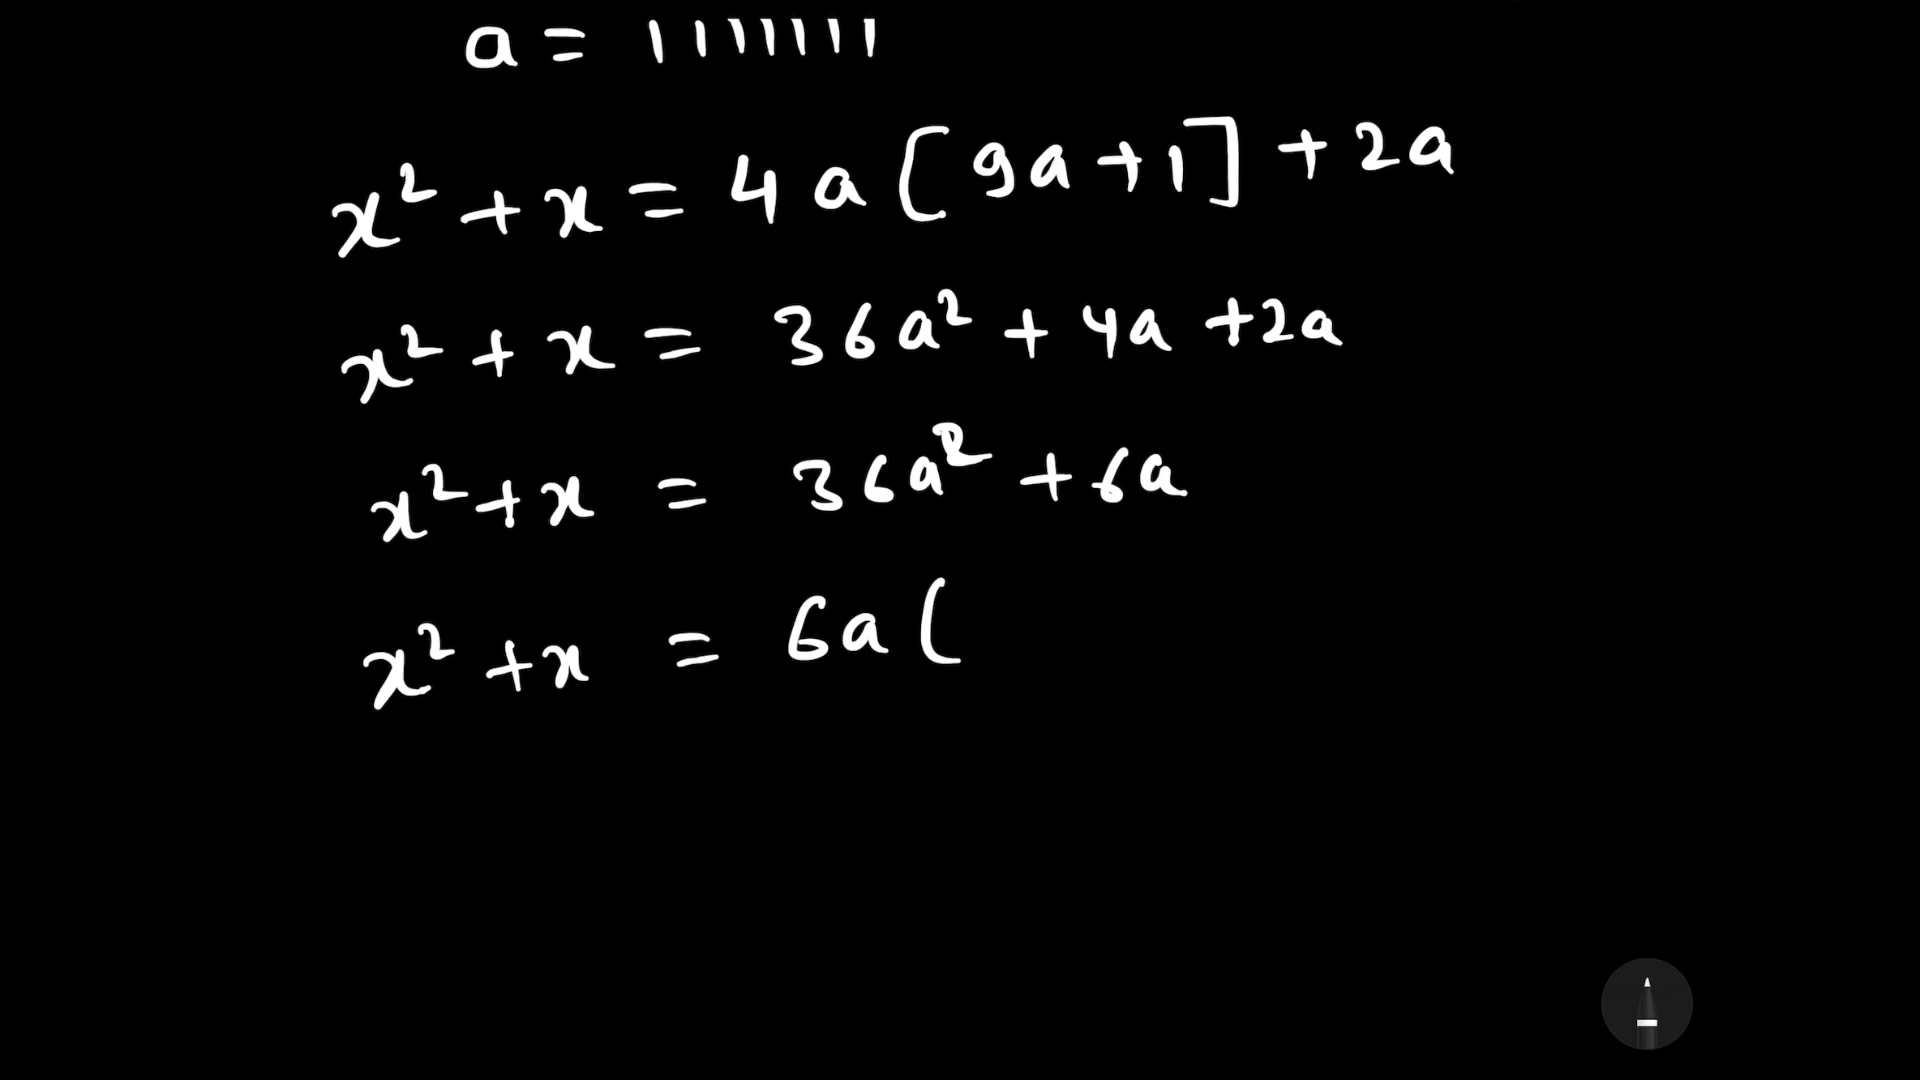 a = 1111111
x² + x = 4a[9a+1] + 2a
x² + x = 36a² + 4a + 2a
x² + x = 36a² + 6a
x² + x = 6a(